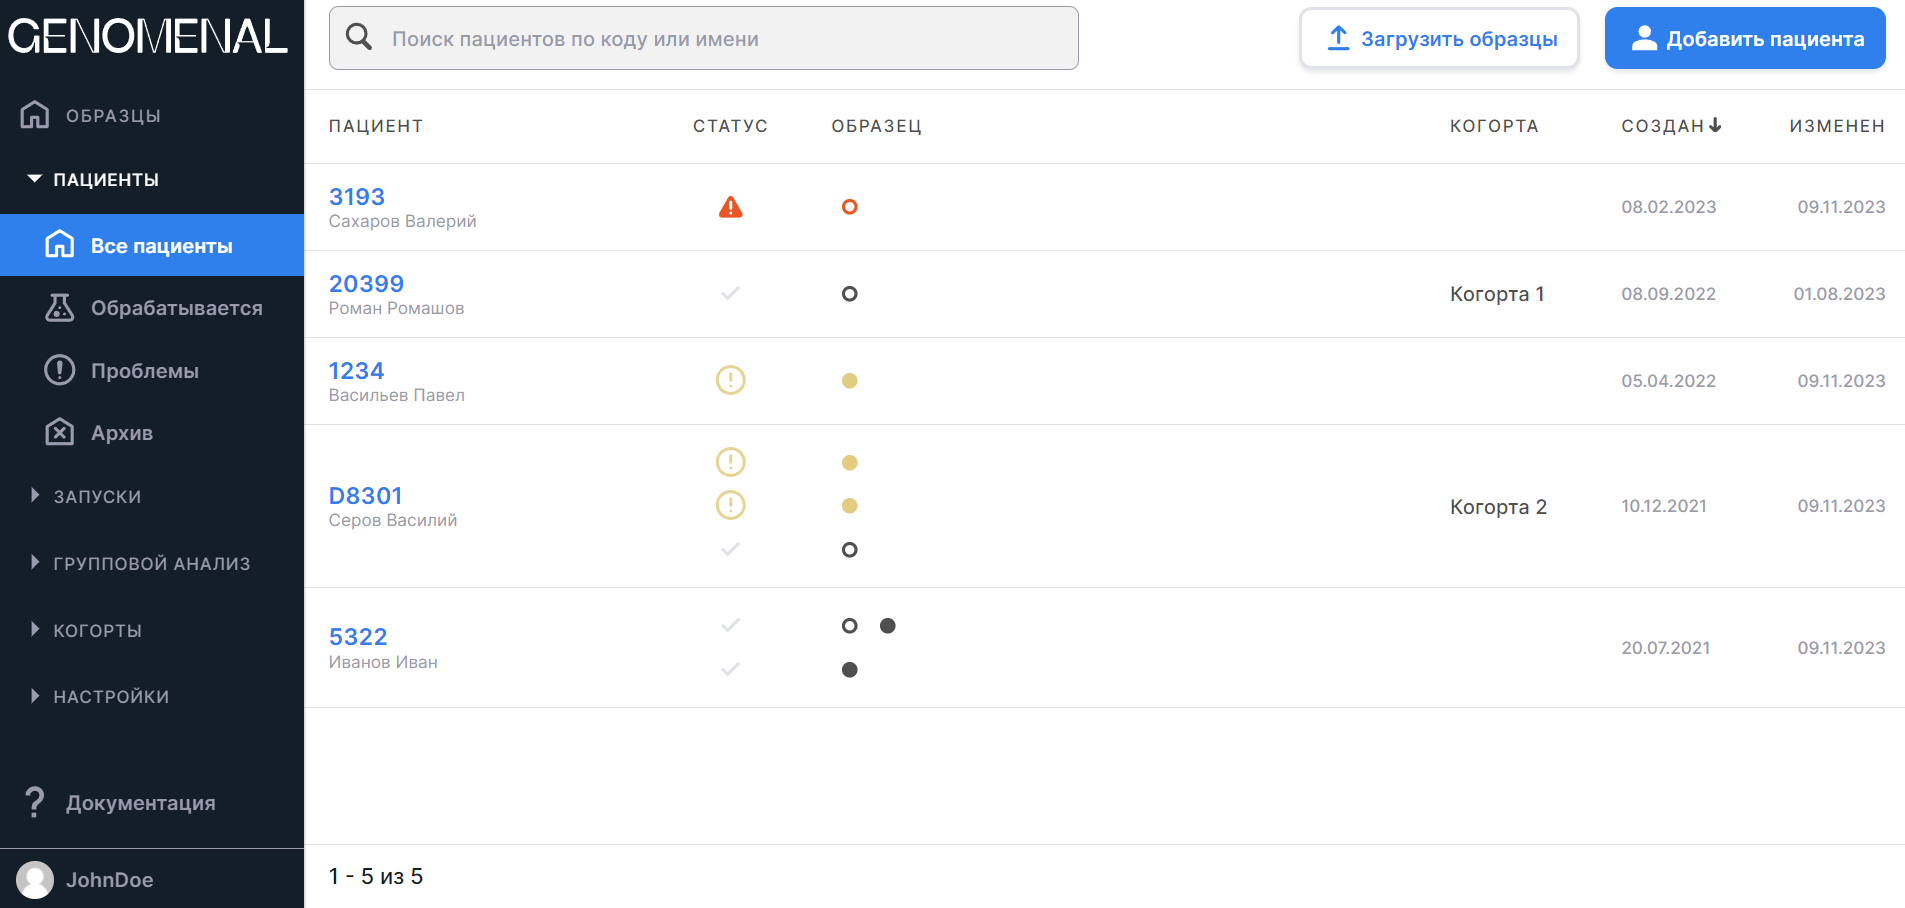 GENOMENAL
ОБРАЗЦЫ
ПАЦИЕНТЫ
Все пациенты
Обрабатывается
Проблемы
Архив
ЗАПУСКИ
ГРУППОВОЙ АНАЛИЗ
КОГОРТЫ
НАСТРОЙКИ
Документация
JohnDoe
Поиск пациентов по коду или имени
Загрузить образцы
Добавить пациента
ПАЦИЕНТ СТАТУС ОБРАЗЕЦ КОГОРТА СОЗДАН ИЗМЕНЕН
3193
Сахаров Валерий
08.02.2023 09.11.2023
20399
Роман Ромашов
Когорта 1 08.09.2022 01.08.2023
1234
Васильев Павел
05.04.2022 09.11.2023
D8301
Серов Василий
Когорта 2 10.12.2021 09.11.2023
5322
Иванов Иван
20.07.2021 09.11.2023
1 - 5 из 5